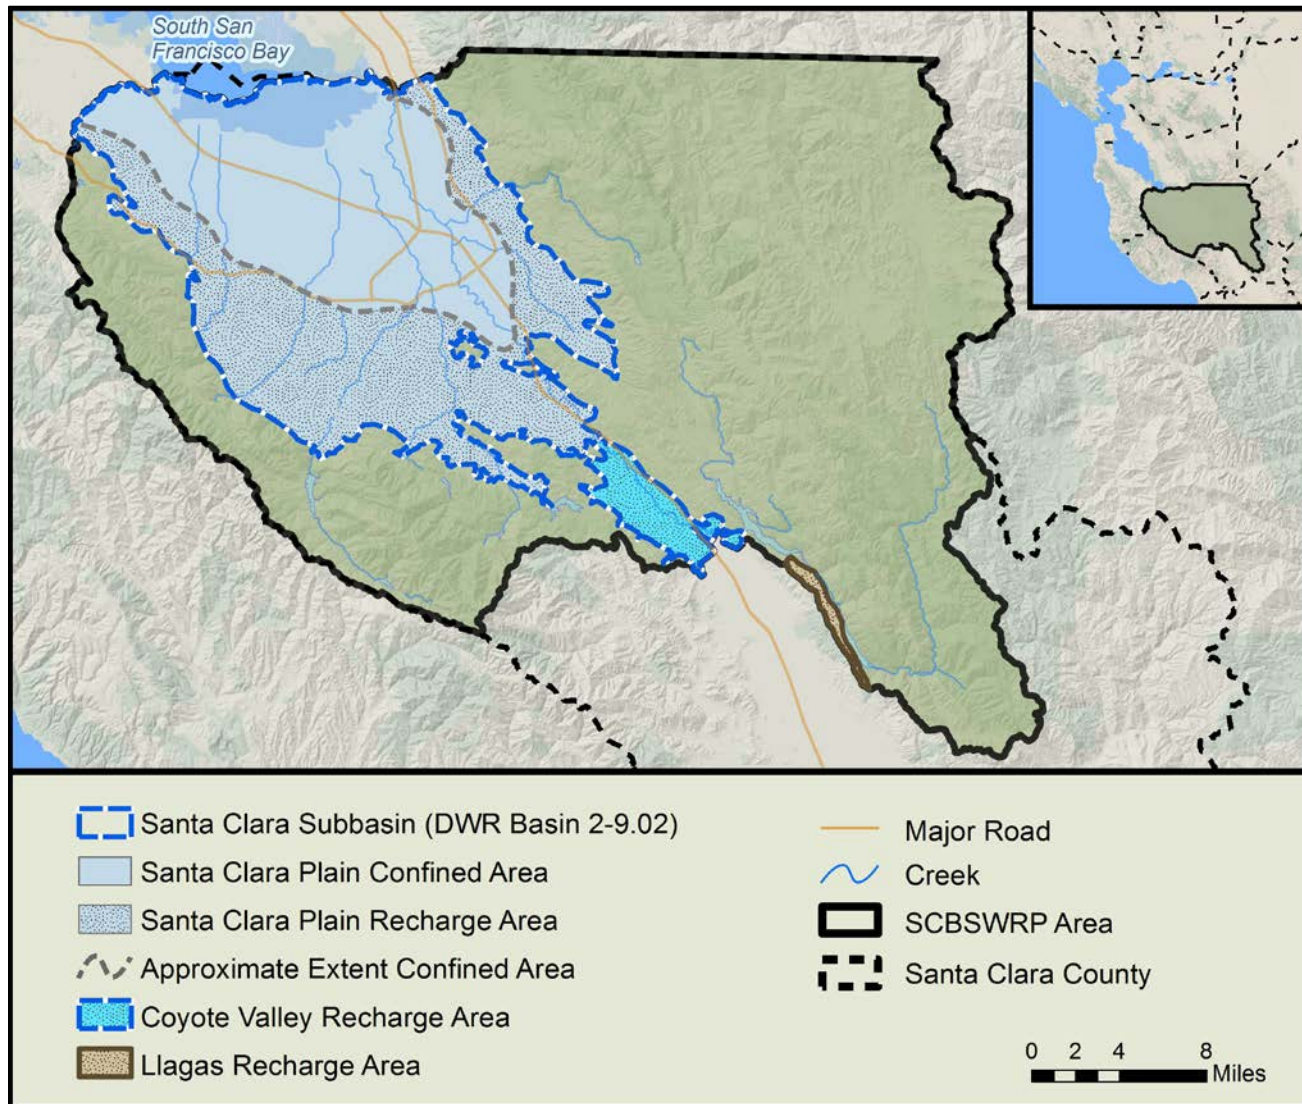 South San
Francisco Bay
Santa Clara Subbasin (DWR Basin 2-9.02)
Santa Clara Plain Confined Area
Santa Clara Plain Recharge Area
Approximate Extent Confined Area
Coyote Valley Recharge Area
Llagas Recharge Area
Major Road
Creek
SCBSWRP Area
Santa Clara County
0 2 4 8
Miles